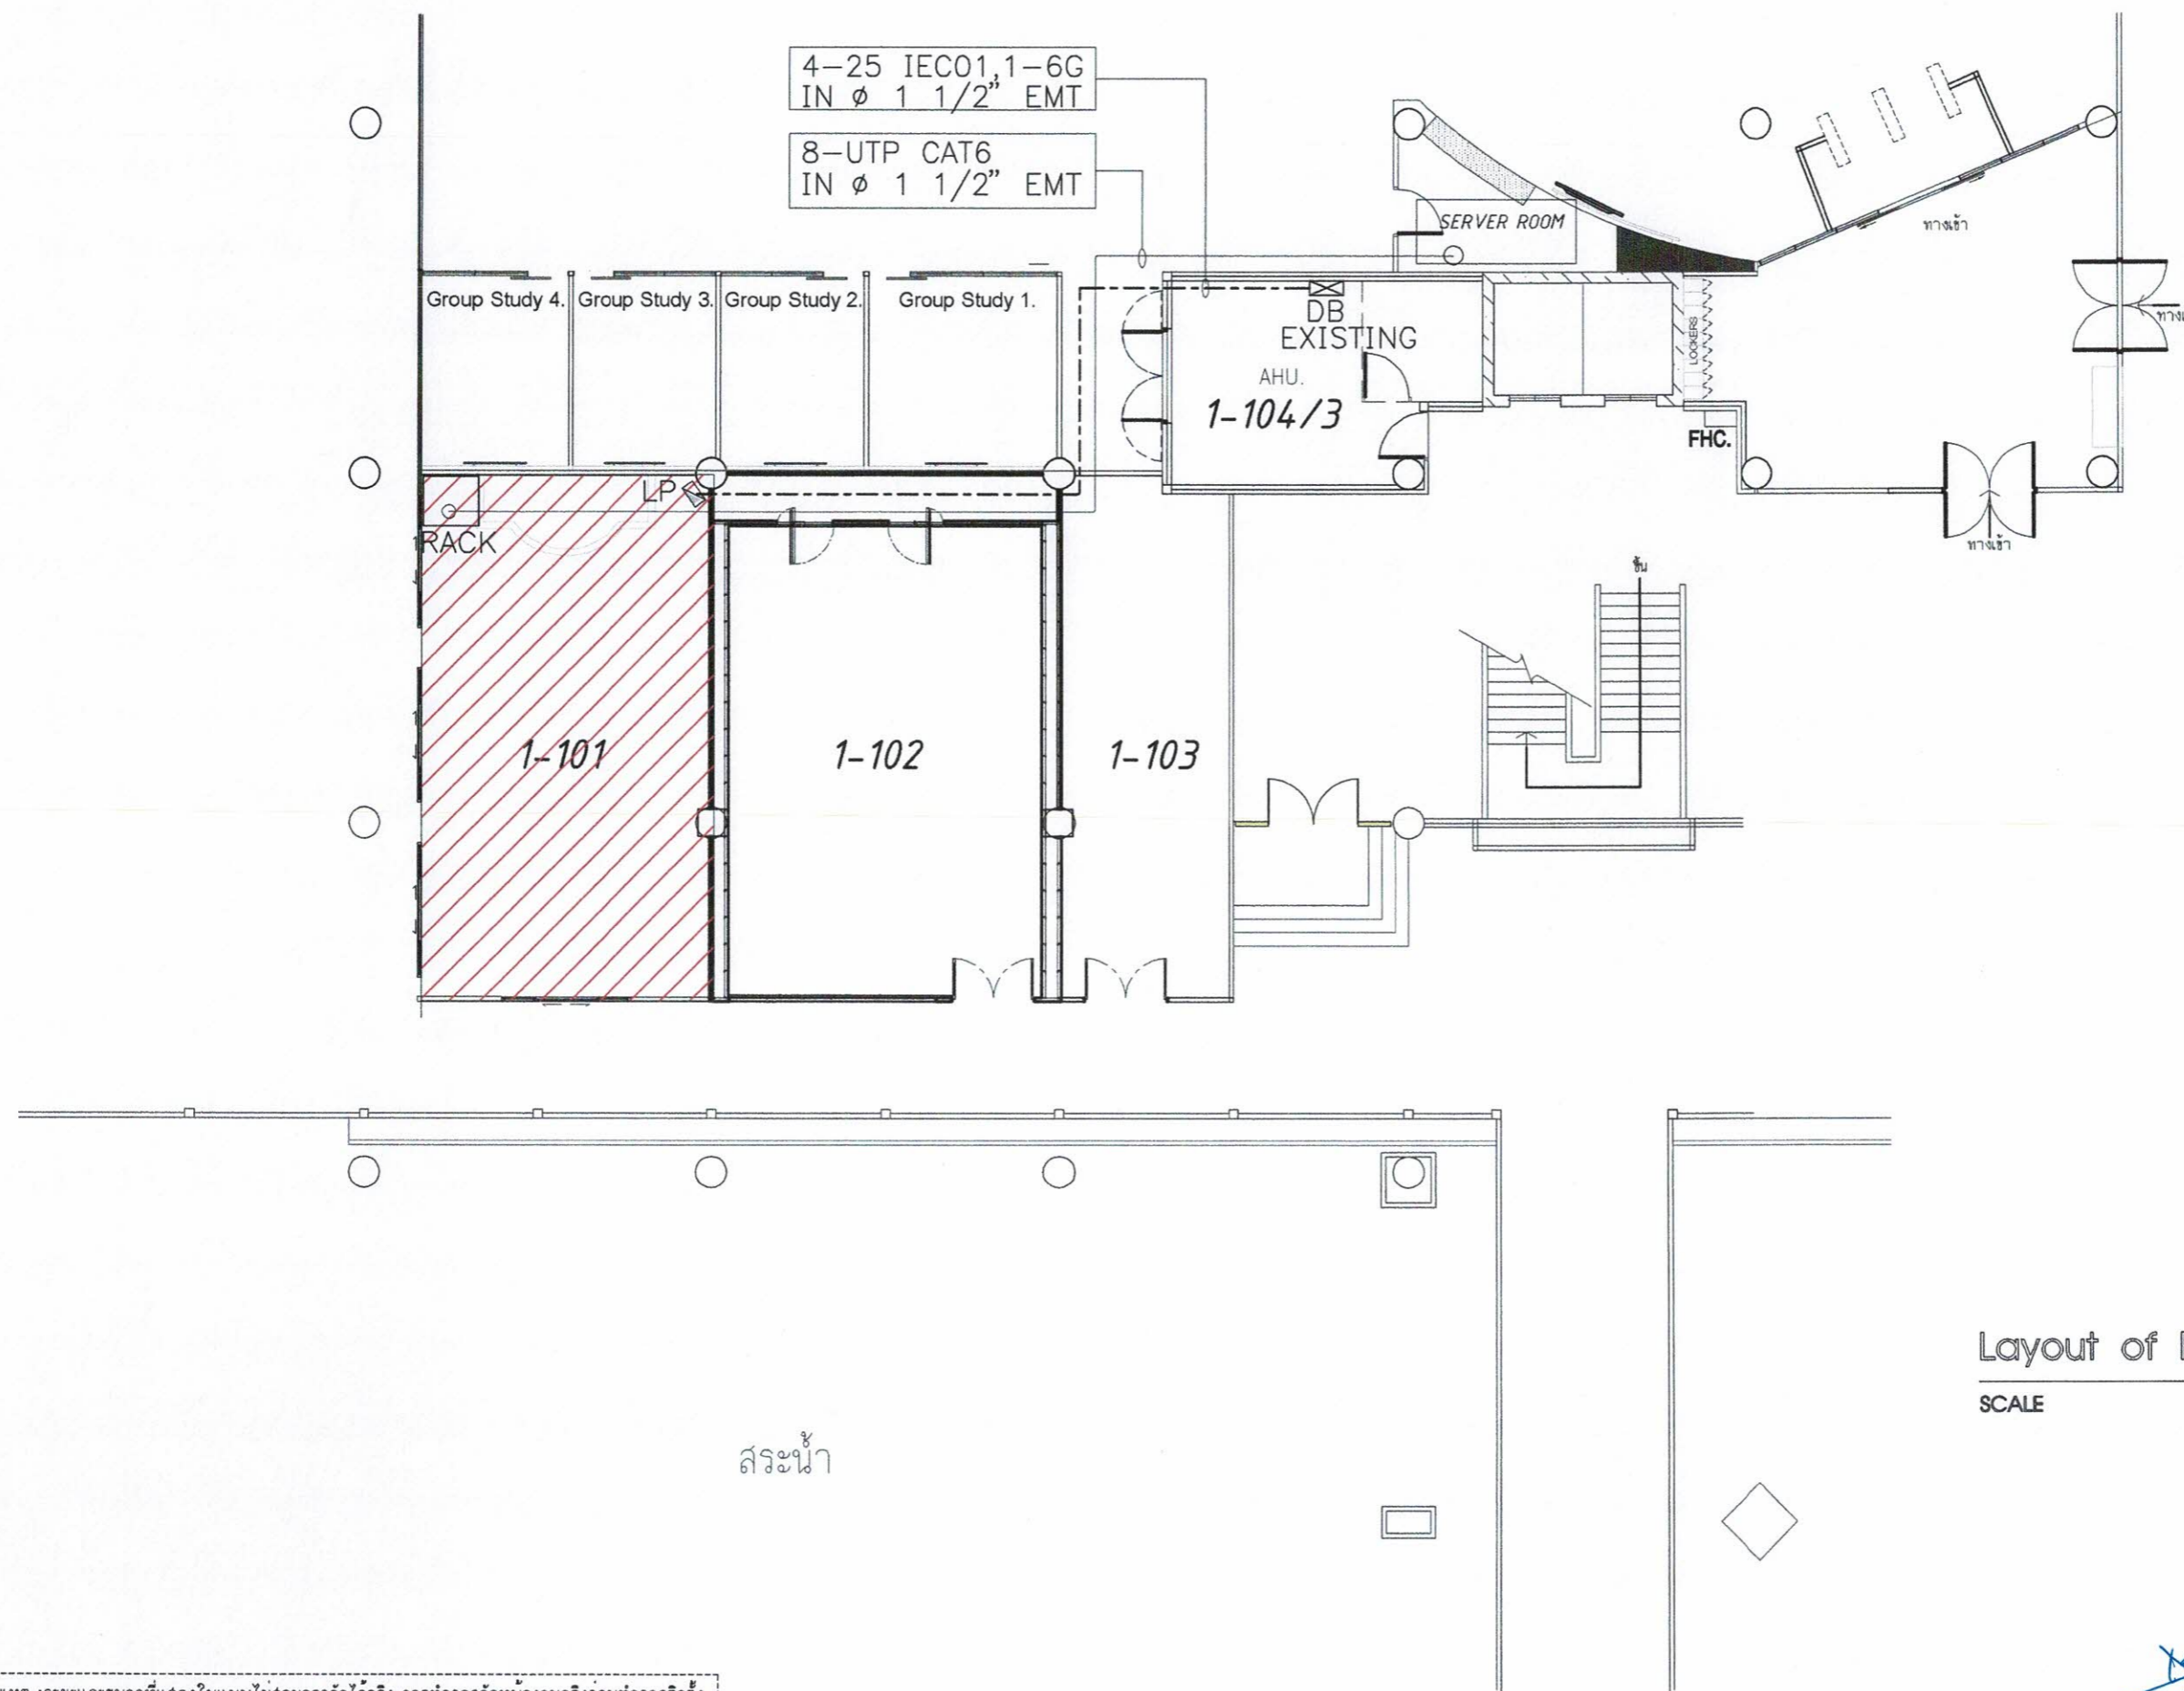 4-25 IEC01,1-6G
IN ø 1 1/2" EMT
8-UTP CAT6
IN ø 1 1/2" EMT
SERVER ROOM
ทางเข้า
Group Study 4.
Group Study 3.
Group Study 2.
Group Study 1.
DB
EXISTING
AHU.
1-104/3
LOCKERS
FHC.
LP
RACK
ทางเข้า
ขึ้น
1-101
1-102
1-103
Layout of
SCALE
สระน้ำ